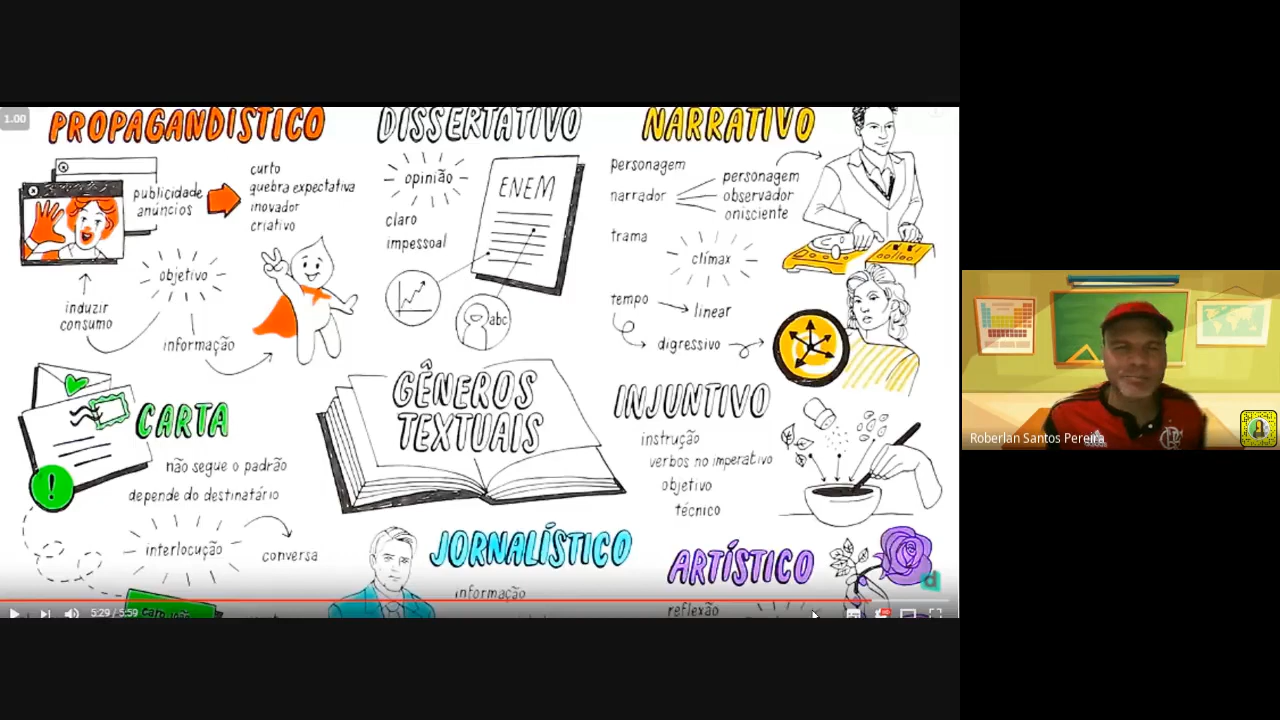 1.00
PROPAGANDÍSTICO
publicidade
anúncios
curto
quebra expectativa
inovador
criativo
objetivo
induzir
consumo
informação
DISSERTATIVO
opinião
claro
impessoal
ENEM
abc
NARRATIVO
personagem
narrador
personagem
observador
onisciente
trama
clímax
tempo
linear
digressivo
CARTA
não segue o padrão
depende do destinatário
interlocução
conversa
GÊNEROS
TEXTUAIS
INJUNTIVO
instrução
verbos no imperativo
objetivo
técnico
JORNALÍSTICO
informação
ARTÍSTICO
reflexão
d
5:29 / 5:59
Roberlan Santos Pereira